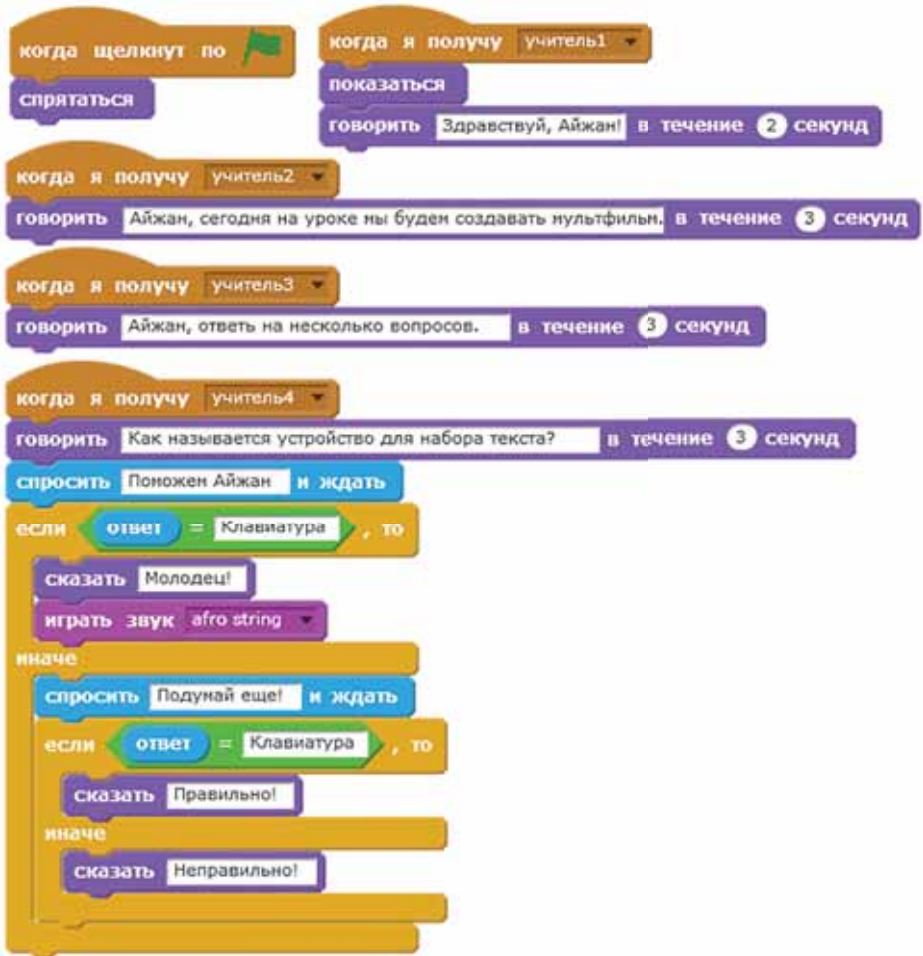 когда щелкнут по
спрятаться
когда я получу учитель1
показаться
говорить Здравствуй, Айжан! в течение 2 секунд
когда я получу учитель2
говорить Айжан, сегодня на уроке мы будем создавать мультфильм. в течение 3 секунд
когда я получу учитель3
говорить Айжан, ответь на несколько вопросов. в течение 3 секунд
когда я получу учитель4
говорить Как называется устройство для набора текста? в течение 3 секунд
спросить Поможем Айжан и ждать
если ответ = Клавиатура , то
сказать Молодец!
играть звук afro string
иначе
спросить Подумай еще! и ждать
если ответ = Клавиатура , то
сказать Правильно!
иначе
сказать Неправильно!